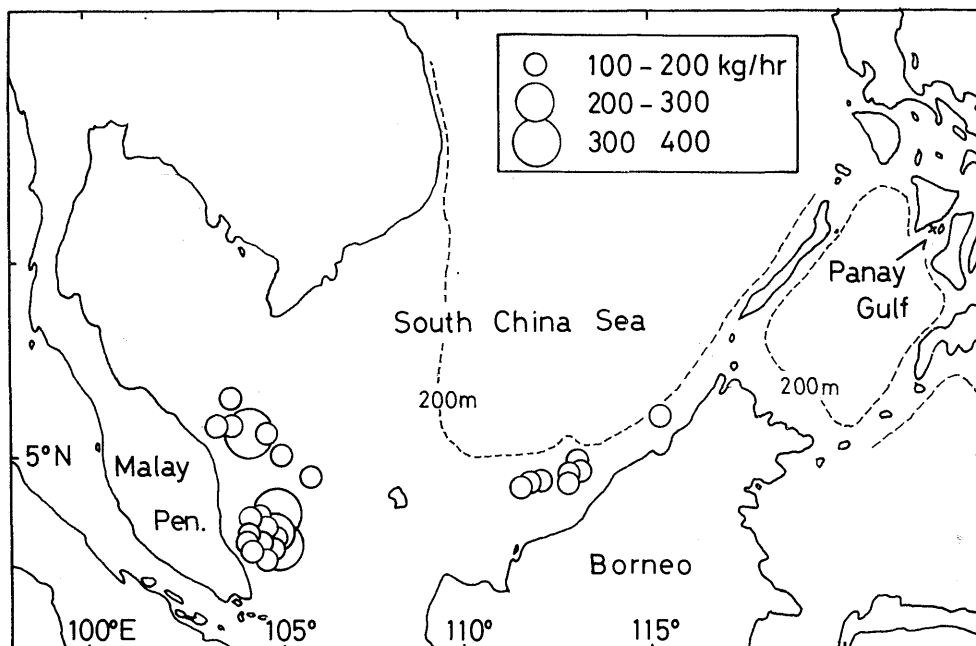 100 – 200 kg/hr
200 – 300
300 400
Panay
Gulf
South China Sea
200m
200m
5°N
Malay
Pen.
Borneo
100°E
105°
110°
115°